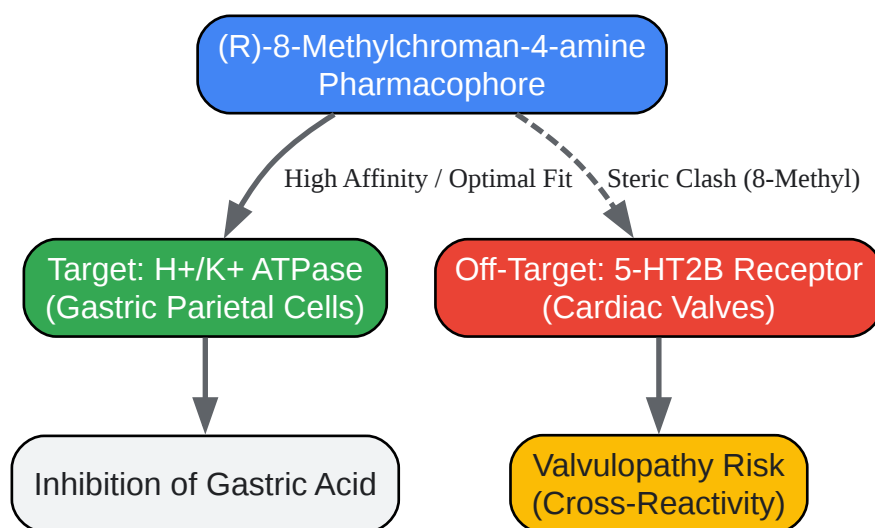 (R)-8-Methylchroman-4-amine
Pharmacophore
High Affinity / Optimal Fit
Steric Clash (8-Methyl)
Target: H+/K+ ATPase
(Gastric Parietal Cells)
Off-Target: 5-HT2B Receptor
(Cardiac Valves)
Inhibition of Gastric Acid
Valvulopathy Risk
(Cross-Reactivity)